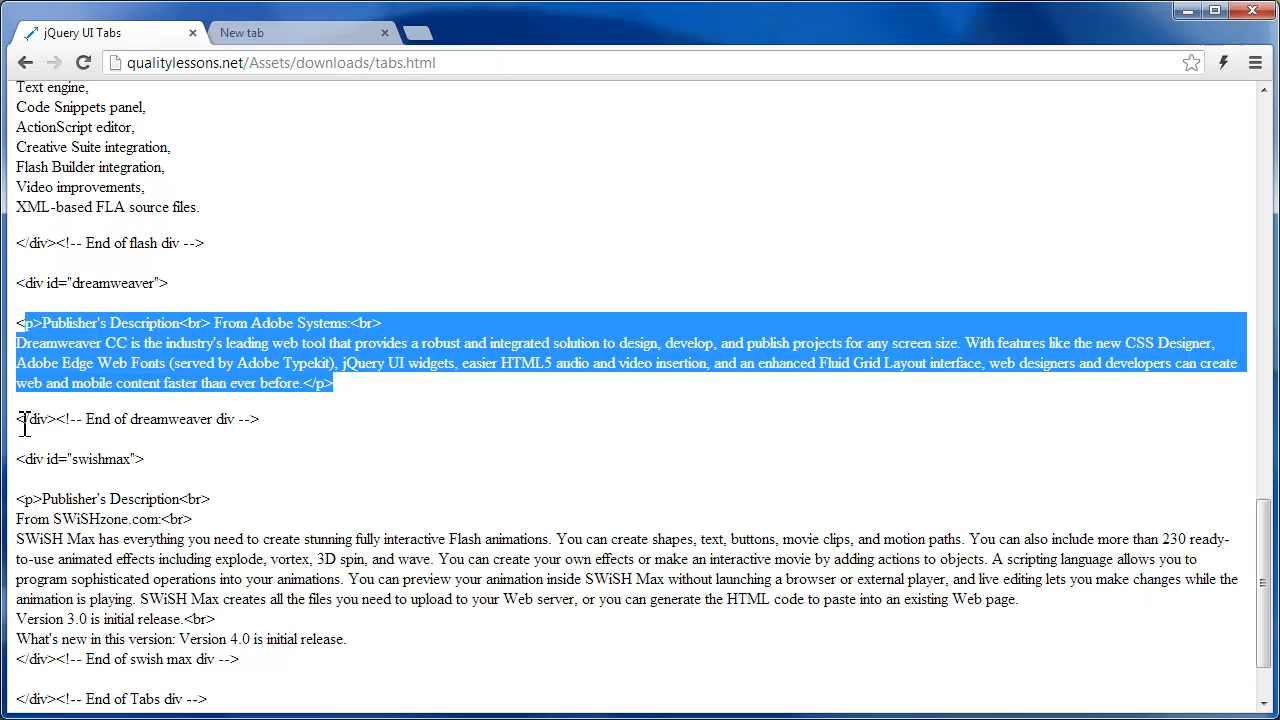 jQuery UI Tabs
New tab
qualitylessons.net/Assets/downloads/tabs.html
Text engine,
Code Snippets panel,
ActionScript editor,
Creative Suite integration,
Flash Builder integration,
Video improvements,
XML-based FLA source files.
</div><!-- End of flash div -->
<div id="dreamweaver">
<p>Publisher's Description<br> From Adobe Systems:<br>
Dreamweaver CC is the industry's leading web tool that provides a robust and integrated solution to design, develop, and publish projects for any screen size. With features like the new CSS Designer,
Adobe Edge Web Fonts (served by Adobe Typekit), jQuery UI widgets, easier HTML5 audio and video insertion, and an enhanced Fluid Grid Layout interface, web designers and developers can create
web and mobile content faster than ever before.</p>
</div><!-- End of dreamweaver div -->
<div id="swishmax">
<p>Publisher's Description<br>
From SWiSHzone.com:<br>
SWiSH Max has everything you need to create stunning fully interactive Flash animations. You can create shapes, text, buttons, movie clips, and motion paths. You can also include more than 230 ready-
to-use animated effects including explode, vortex, 3D spin, and wave. You can create your own effects or make an interactive movie by adding actions to objects. A scripting language allows you to
program sophisticated operations into your animations. You can preview your animation inside SWiSH Max without launching a browser or external player, and live editing lets you make changes while the
animation is playing. SWiSH Max creates all the files you need to upload to your Web server, or you can generate the HTML code to paste into an existing Web page.
Version 3.0 is initial release.<br>
What's new in this version: Version 4.0 is initial release.
</div><!-- End of swish max div -->
</div><!-- End of Tabs div -->